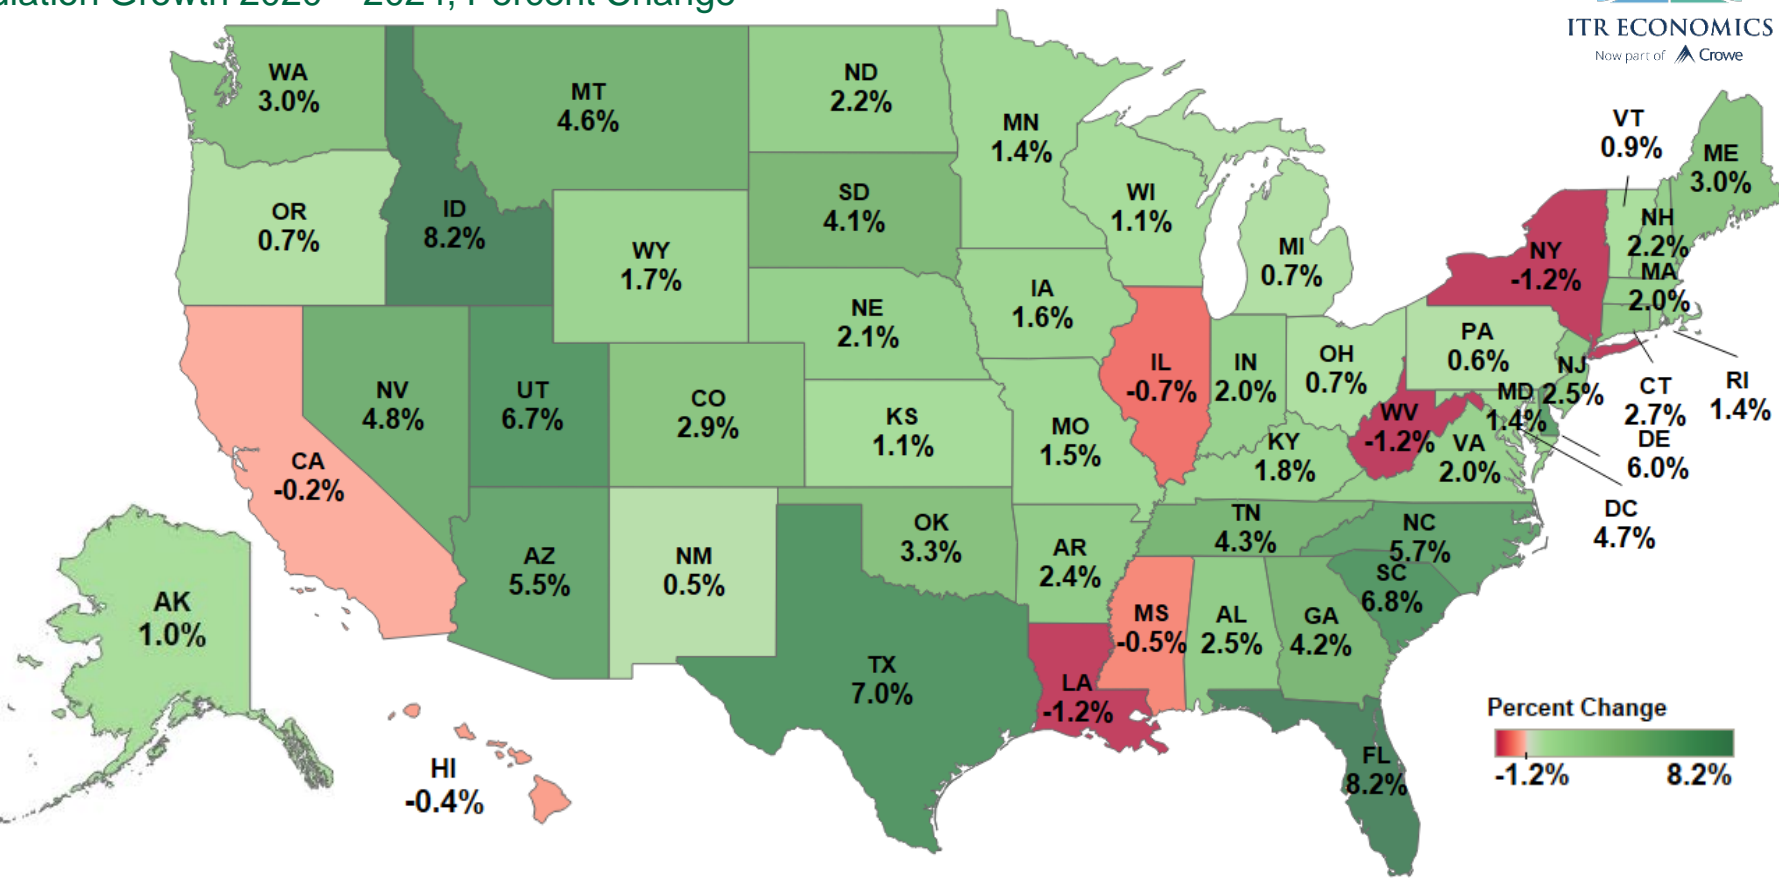 Growth 2020 – 2024, Percent Change
ITR ECONOMICS
Now part of Crowe
WA
3.0%
MT
4.6%
ND
2.2%
MN
1.4%
VT
0.9%
ME
3.0%
OR
0.7%
ID
8.2%
WY
1.7%
SD
4.1%
WI
1.1%
MI
0.7%
NY
-1.2%
NH
2.2%
MA
2.0%
NE
2.1%
IA
1.6%
IL
-0.7%
IN
2.0%
OH
0.7%
PA
0.6%
NJ
2.5%
CT
2.7%
RI
1.4%
MD
1.4%
DE
6.0%
DC
4.7%
CA
-0.2%
NV
4.8%
UT
6.7%
CO
2.9%
KS
1.1%
MO
1.5%
KY
1.8%
WV
-1.2%
VA
2.0%
AZ
5.5%
NM
0.5%
OK
3.3%
AR
2.4%
TN
4.3%
NC
5.7%
SC
6.8%
AK
1.0%
TX
7.0%
LA
-1.2%
MS
-0.5%
AL
2.5%
GA
4.2%
FL
8.2%
HI
-0.4%
Percent Change
-1.2% 8.2%